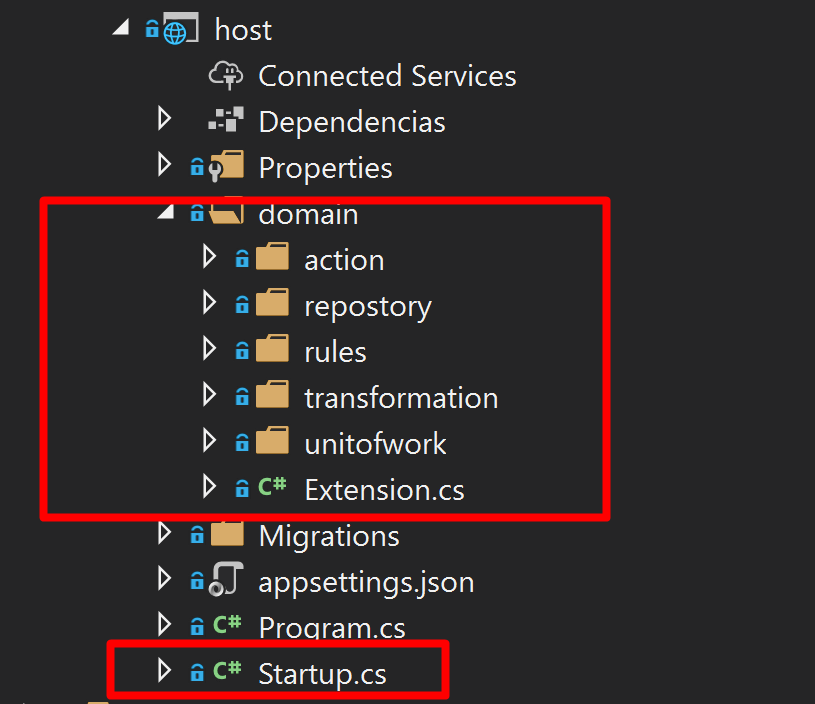 host
Connected Services
Dependencias
Properties
domain
action
repostory
rules
transformation
unitofwork
C# Extension.cs
Migrations
appsettings.json
C# Program.cs
C# Startup.cs